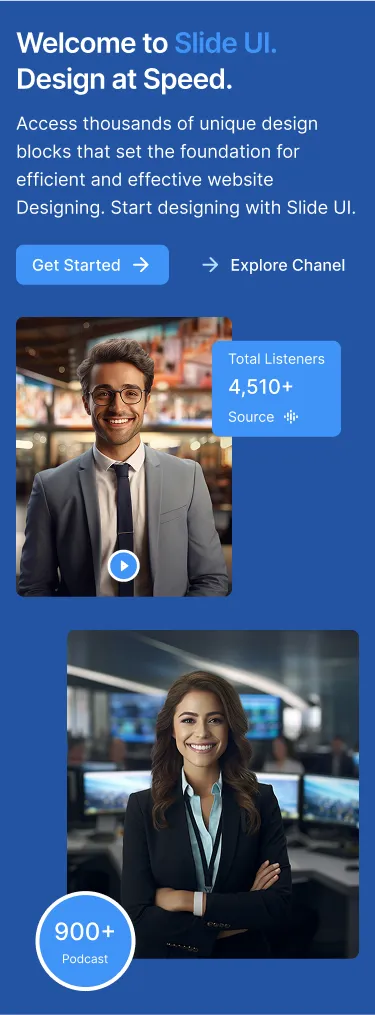 Welcome to Slide UI.
Design at Speed.
Access thousands of unique design
blocks that set the foundation for
efficient and effective website
Designing. Start designing with Slide UI.
Get Started
Explore Chanel
Total Listeners
4,510+
Source
900+
Podcast